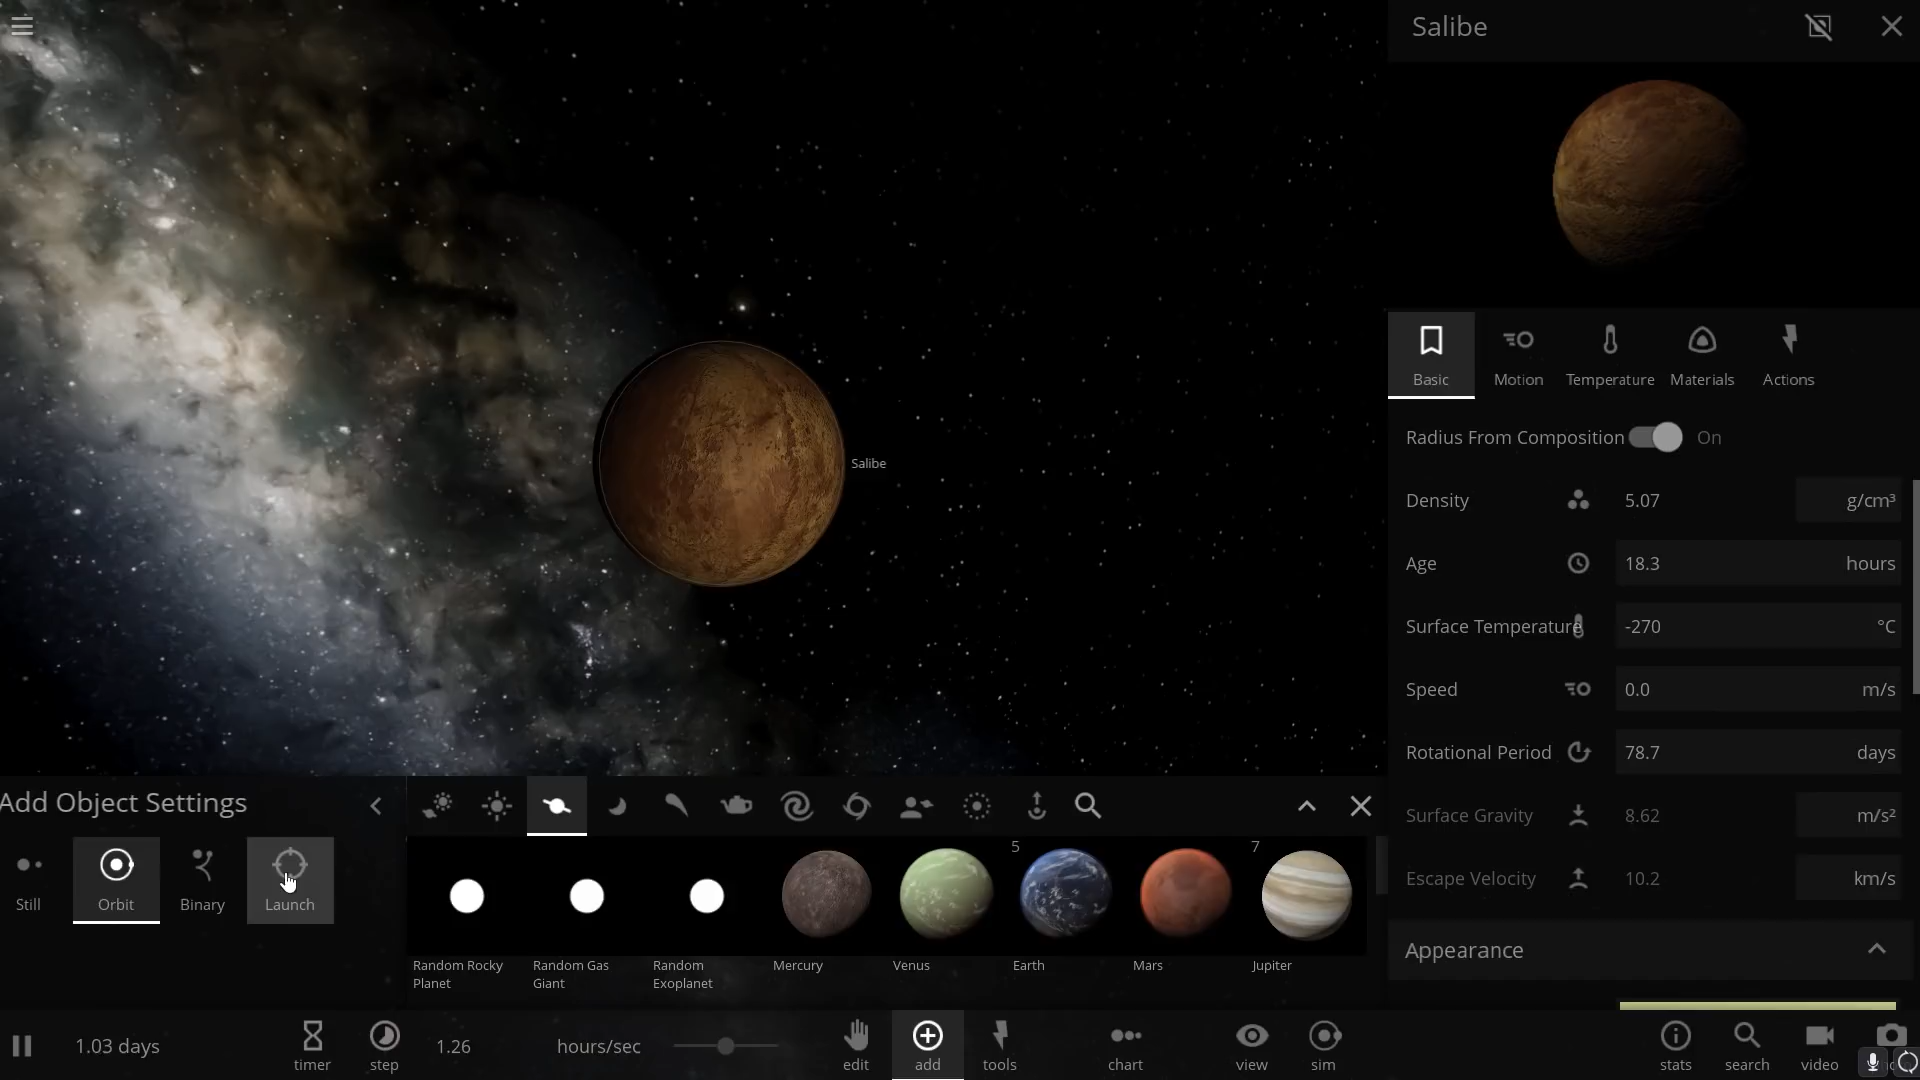 Salibe
Salibe
Basic
Motion
Temperature
Materials
Actions
Radius From Composition On
Density 5.07 g/cm³
Age 18.3 hours
Surface Temperature -270 °C
Speed 0.0 m/s
Rotational Period 78.7 days
Surface Gravity 8.62 m/s²
Escape Velocity 10.2 km/s
Appearance
Add Object Settings
Still
Orbit
Binary
Launch
5
7
Random Rocky
Planet
Random Gas
Giant
Random
Exoplanet
Mercury
Venus
Earth
Mars
Jupiter
1.03 days
timer
step
1.26 hours/sec
edit
add
tools
chart
view
sim
stats
search
video